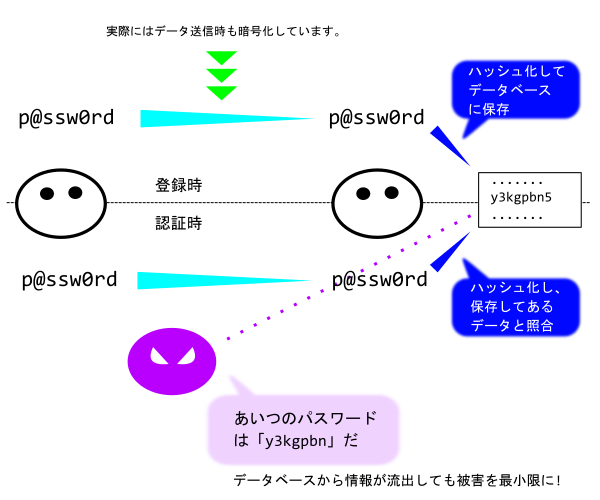 実際にはデータ送信時も暗号化しています。
ハッシュ化して
データベース
に保存
p@ssw0rd
p@ssw0rd
登録時
.......
y3kgpbn5
.......
認証時
p@ssw0rd
p@ssw0rd
ハッシュ化し、
保存してある
データと照合
あいつのパスワード
は「y3kgpbn」だ
データベースから情報が流出しても被害を最小限に!